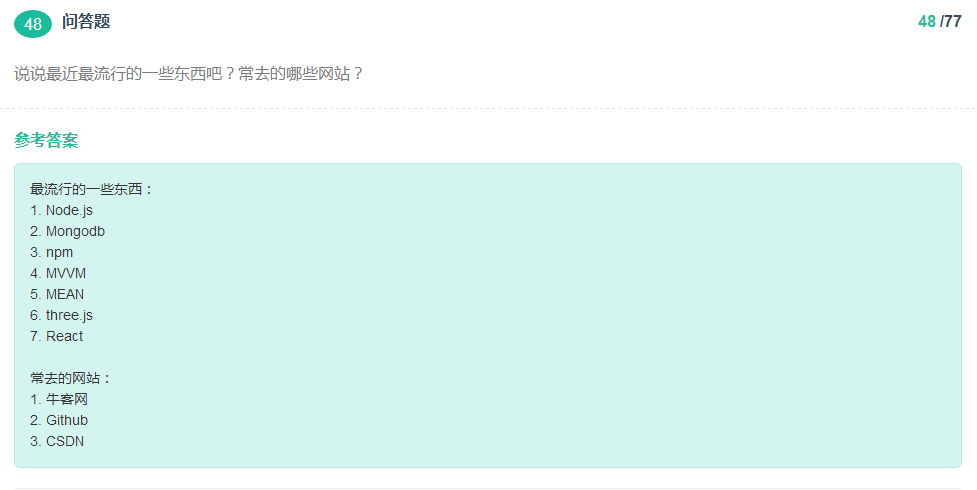 48 问答题 48 /77
说说最近最流行的一些东西吧？常去的哪些网站？
参考答案
最流行的一些东西：
1. Node.js
2. Mongodb
3. npm
4. MVVM
5. MEAN
6. three.js
7. React
常去的网站：
1. 牛客网
2. Github
3. CSDN